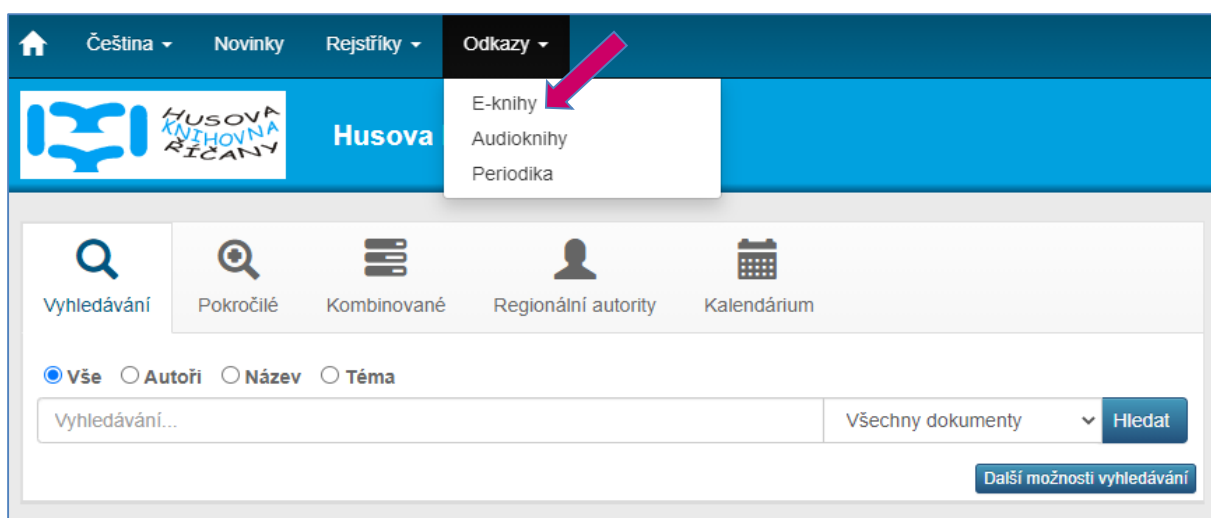 Čeština Novinky Rejstříky Odkazy
E-knihy
Audioknihy
Periodika
HUSOVA
KNIHOVNA
ŘÍČANY
Husova
Vyhledávání Pokročilé Kombinované Regionální autority Kalendárium
Vše Autoři Název Téma
Vyhledávání... Všechny dokumenty Hledat
Další možnosti vyhledávání